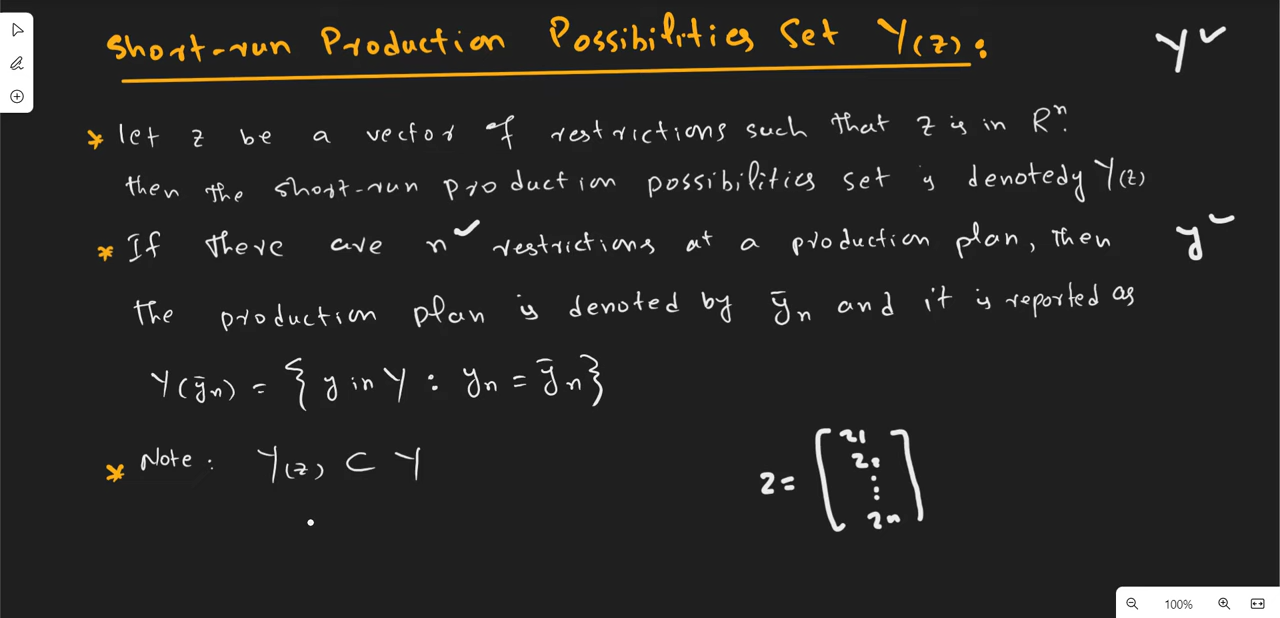 Short-run Production Possibilities Set Y(z):
Y
* let z be a vector of restrictions such that z is in Rⁿ.
then the short-run production possibilities set is denotedy Y(z)
* If there are n restrictions at a production plan, then
y
the production plan is denoted by ȳn and it is reported as
Y(ȳn) = { y in Y : yn = ȳn}
* Note: Y(z) ⊂ Y
z = [ z1
z2
⋮
zn ]
100%